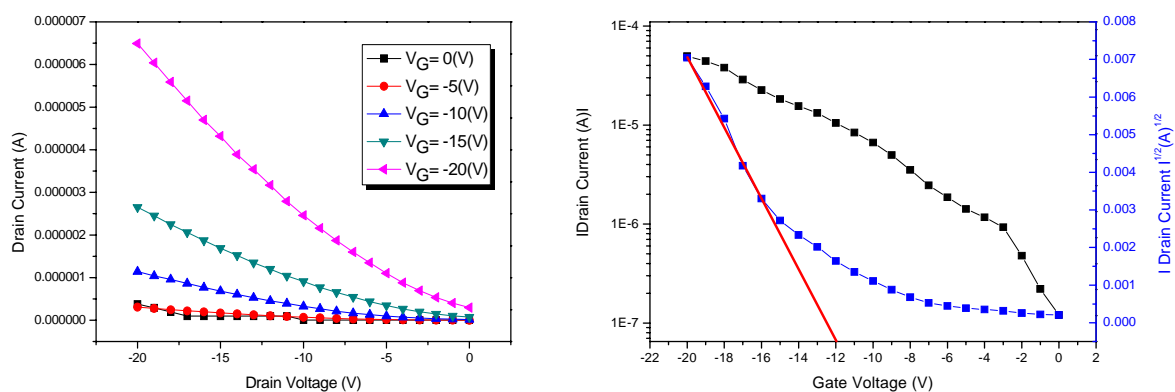 0.000007
0.000006
0.000005
0.000004
0.000003
0.000002
0.000001
0.000000
Drain Current (A)
-20
-15
-10
-5
0
Drain Voltage (V)
VG= 0(V)
VG= -5(V)
VG= -10(V)
VG= -15(V)
VG= -20(V)
1E-4
1E-5
1E-6
1E-7
IDrain Current (A)I
-22
-20
-18
-16
-14
-12
-10
-8
-6
-4
-2
0
2
Gate Voltage (V)
0.008
0.007
0.006
0.005
0.004
0.003
0.002
0.001
0.000
I Drain Current I1/2(A)1/2